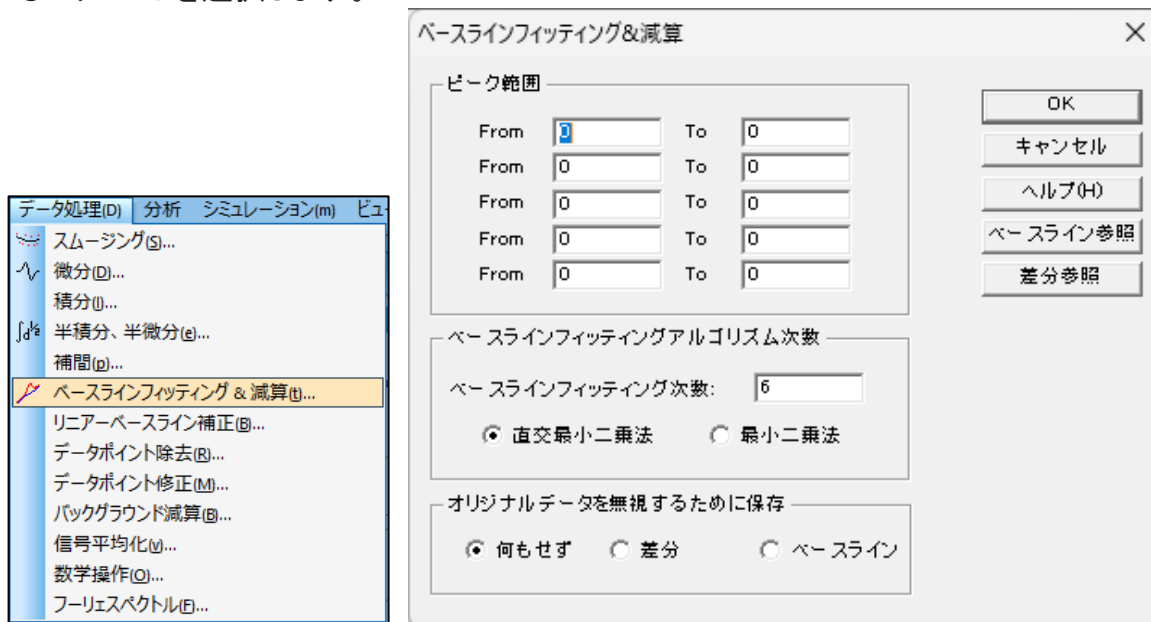 データ処理(D) 分析 シミュレーション(m) ビュ
スムージング(S)...
微分(D)...
積分(I)...
半積分、半微分(e)...
補間(p)...
ベースラインフィッティング & 減算(t)...
リニアーベースライン補正(B)...
データポイント除去(R)...
データポイント修正(M)...
バックグラウンド減算(B)...
信号平均化(v)...
数学操作(O)...
フーリェスペクトル(F)...
ベースラインフィッティング&減算
ピーク範囲
From 0 To 0
From 0 To 0
From 0 To 0
From 0 To 0
From 0 To 0
ベースラインフィッティングアルゴリズム次数
ベースラインフィッティング次数: 6
直交最小二乗法 最小二乗法
オリジナルデータを無視するために保存
何もせず 差分 ベースライン
OK
キャンセル
ヘルプ(H)
ベースライン参照
差分参照